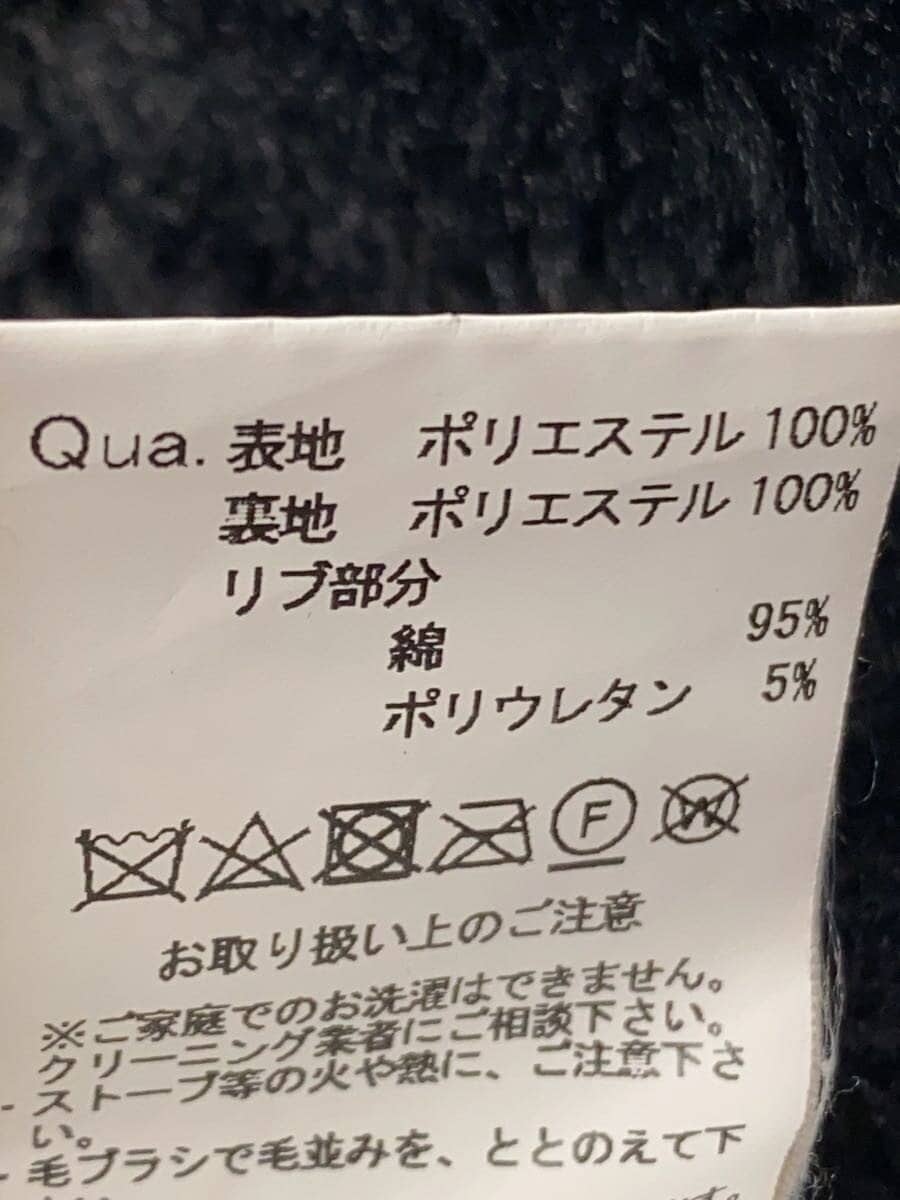 Qua. 表地 ポリエステル 100%
裏地 ポリエステル 100%
リブ部分
綿 95%
ポリウレタン 5%
F W
お取り扱い上のご注意
※ご家庭でのお洗濯はできません。
クリーニング業者にご相談下さい。
-ストーブ等の火や熱に、ご注意下さ
い。
-毛ブラシで毛並みを、ととのえて下